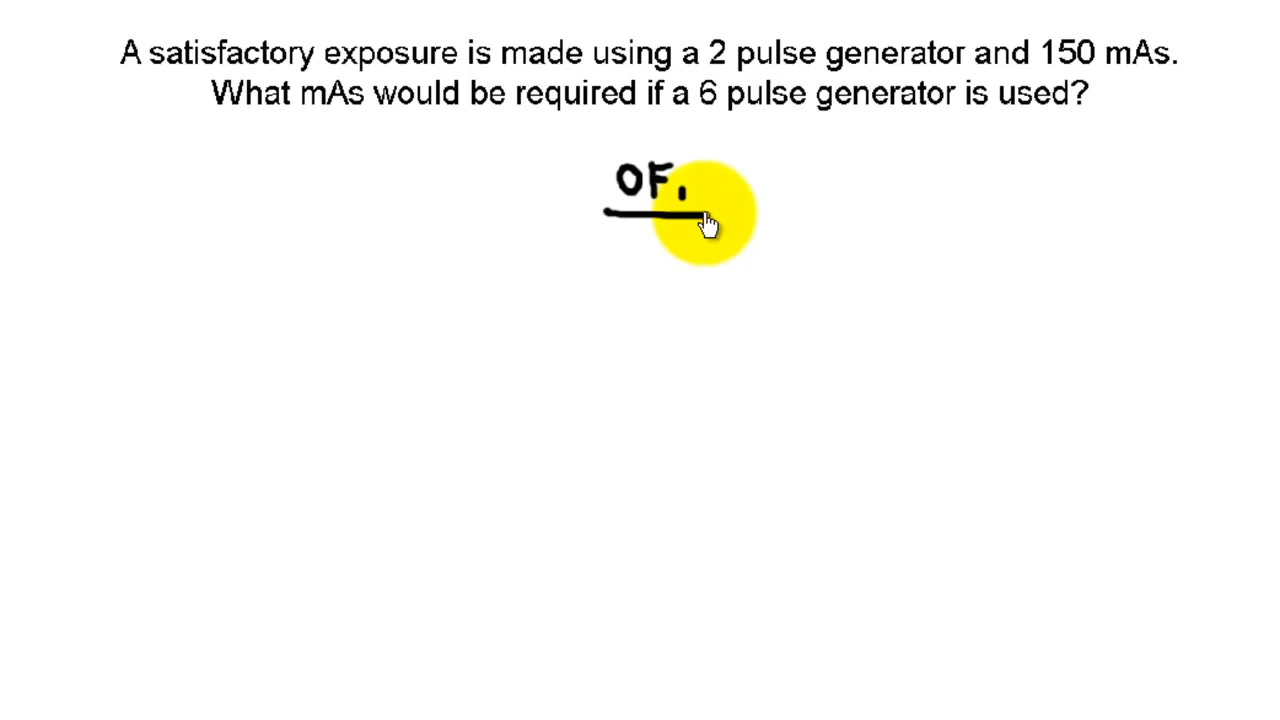 A satisfactory exposure is made using a 2 pulse generator and 150 mAs.
What mAs would be required if a 6 pulse generator is used?
OF₁